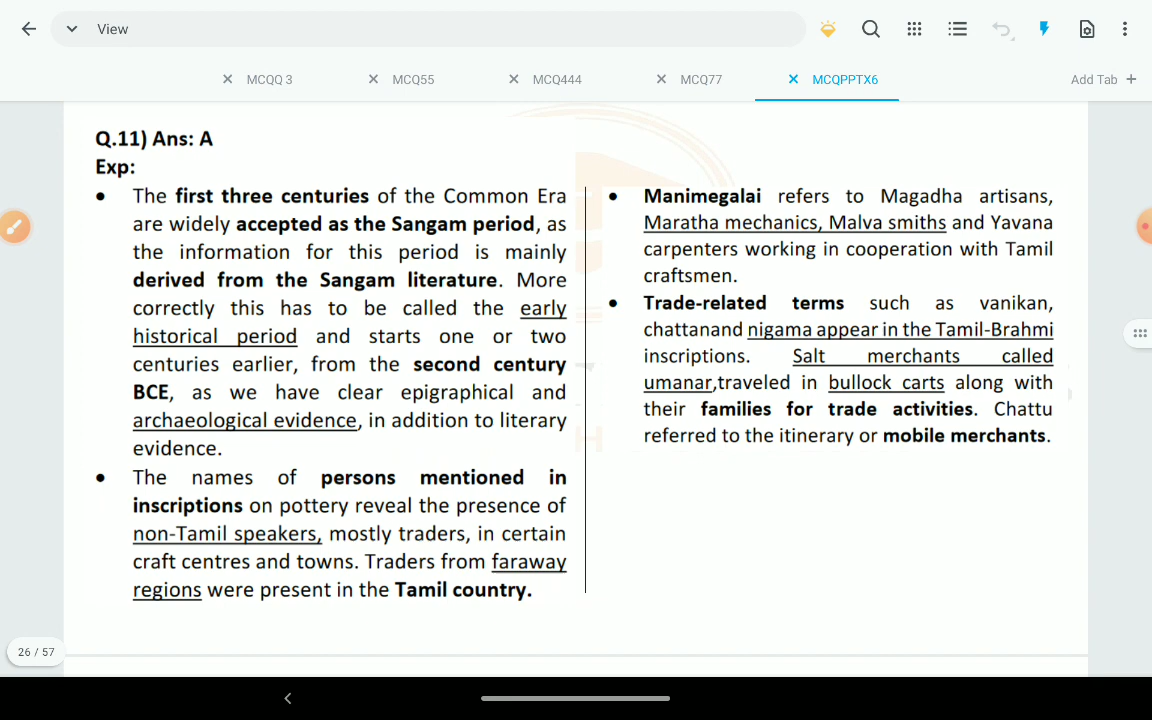 View
MCQQ 3
MCQ55
MCQ444
MCQ77
MCQPPTX6
Add Tab
Q.11) Ans: A
Exp:
• The first three centuries of the Common Era
are widely accepted as the Sangam period, as
the information for this period is mainly
derived from the Sangam literature. More
correctly this has to be called the early
historical period and starts one or two
centuries earlier, from the second century
BCE, as we have clear epigraphical and
archaeological evidence, in addition to literary
evidence.
• The names of persons mentioned in
inscriptions on pottery reveal the presence of
non-Tamil speakers, mostly traders, in certain
craft centres and towns. Traders from faraway
regions were present in the Tamil country.
• Manimegalai refers to Magadha artisans,
Maratha mechanics, Malva smiths and Yavana
carpenters working in cooperation with Tamil
craftsmen.
• Trade-related terms such as vanikan,
chattanand nigama appear in the Tamil-Brahmi
inscriptions. Salt merchants called
umanar,traveled in bullock carts along with
their families for trade activities. Chattu
referred to the itinerary or mobile merchants.
26 / 57